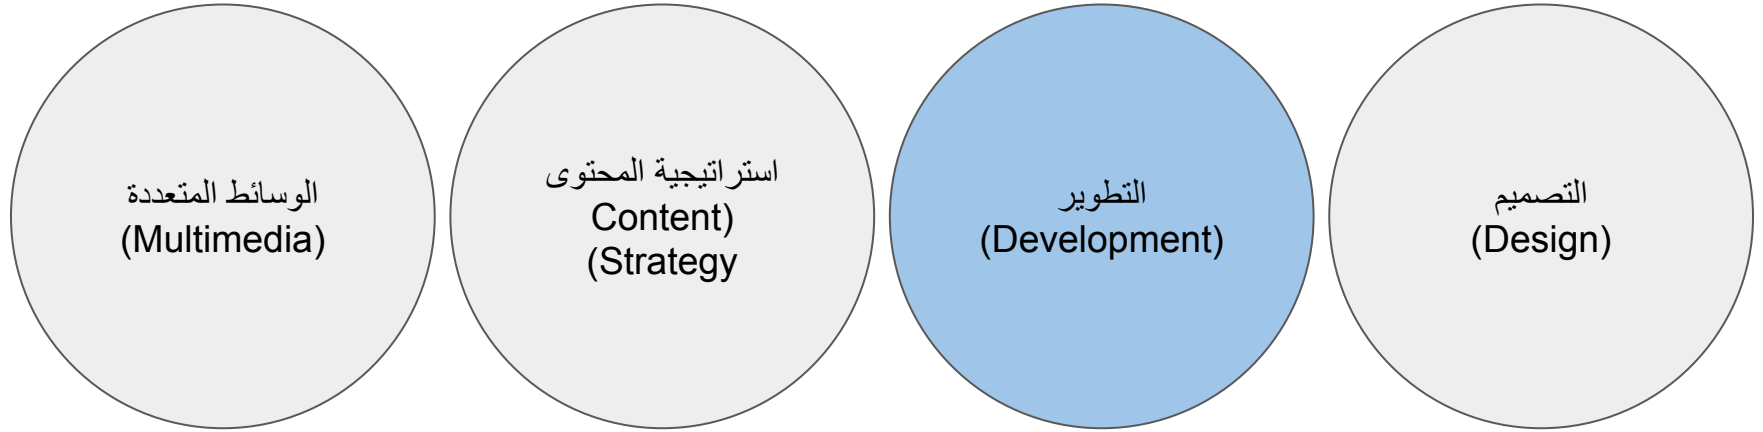 التصميم
(Design)
التطوير
(Development)
استراتيجية المحتوى
Content)
(Strategy
الوسائط المتعددة
(Multimedia)